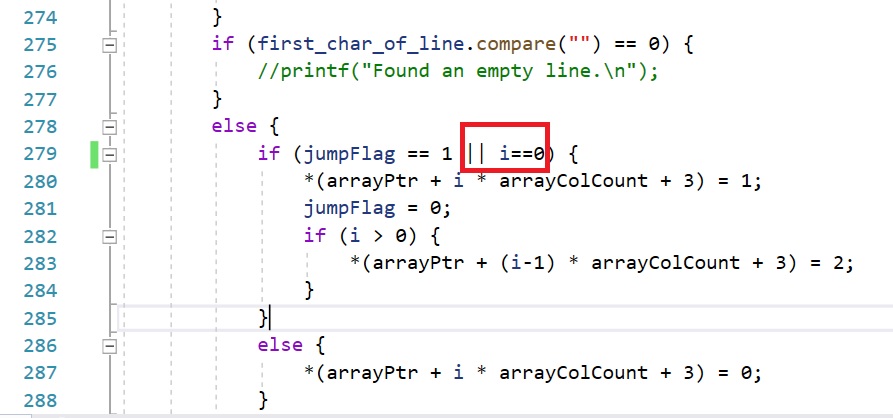 274 }
275 if (first_char_of_line.compare("") == 0) {
276 //printf("Found an empty line.\n");
277 }
278 else {
279 if (jumpFlag == 1 || i==0) {
280 *(arrayPtr + i * arrayColCount + 3) = 1;
281 jumpFlag = 0;
282 if (i > 0) {
283 *(arrayPtr + (i-1) * arrayColCount + 3) = 2;
284 }
285 }
286 else {
287 *(arrayPtr + i * arrayColCount + 3) = 0;
288 }